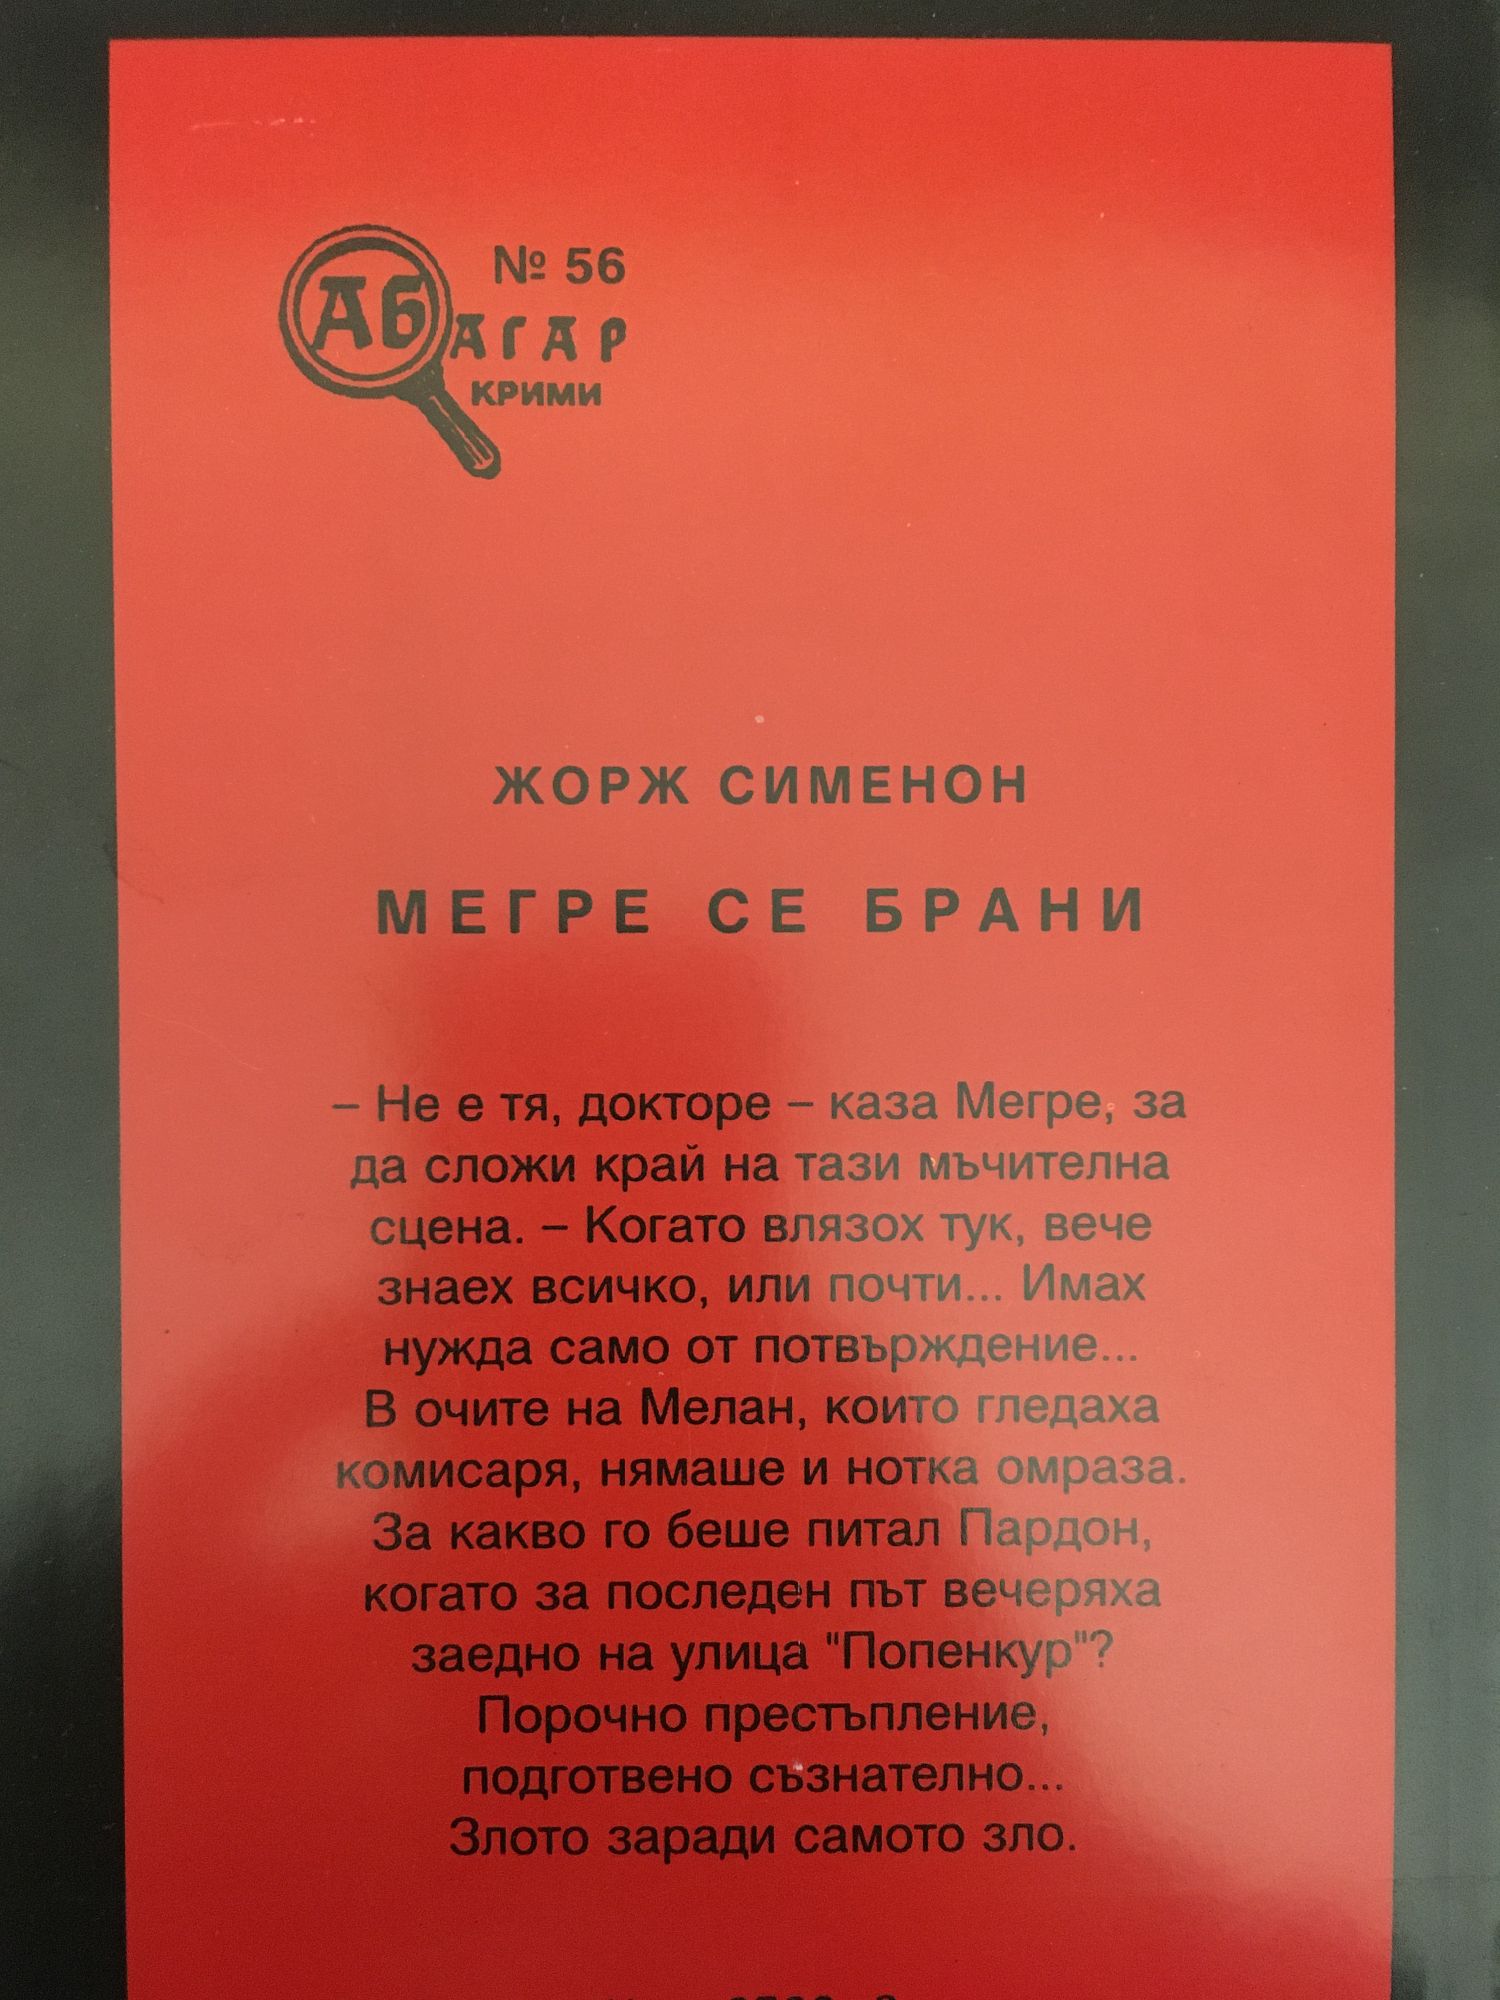 № 56
АБАГАР
КРИМИ
ЖОРЖ СИМЕНОН
МЕГРЕ СЕ БРАНИ
– Не е тя, докторе – каза Мегре, за
да сложи край на тази мъчителна
сцена. – Когато влязох тук, вече
знаех всичко, или почти... Имах
нужда само от потвърждение...
В очите на Мелан, които гледаха
комисаря, нямаше и нотка омраза.
За какво го беше питал Пардон,
когато за последен път вечеряха
заедно на улица "Попенкур"?
Порочно престъпление,
подготвено съзнателно...
Злото заради самото зло.